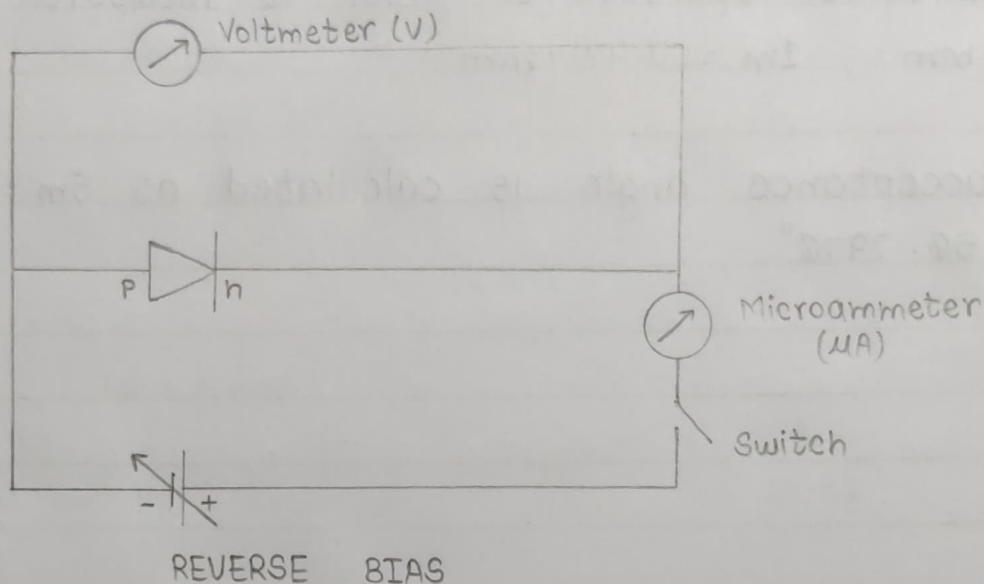 Voltmeter (V)
P n
Microammeter
(μA)
Switch
- +
REVERSE BIAS